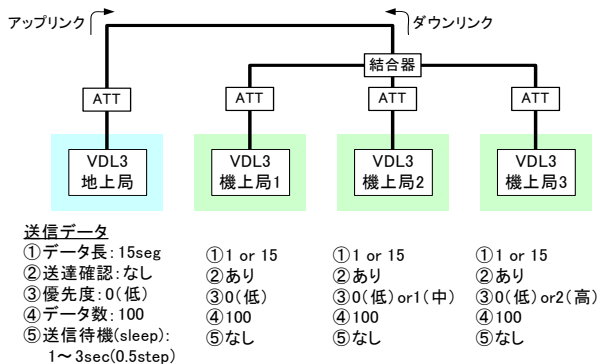 アップリンク
ダウンリンク
結合器
ATT
ATT
ATT
ATT
VDL3
地上局
VDL3
機上局1
VDL3
機上局2
VDL3
機上局3
送信データ
①データ長:15seg
②送達確認:なし
③優先度:0(低)
④データ数:100
⑤送信待機(sleep):
1~3sec(0.5step)
①1 or 15
②あり
③0(低)
④100
⑤なし
①1 or 15
②あり
③0(低)or1(中)
④100
⑤なし
①1 or 15
②あり
③0(低)or2(高)
④100
⑤なし